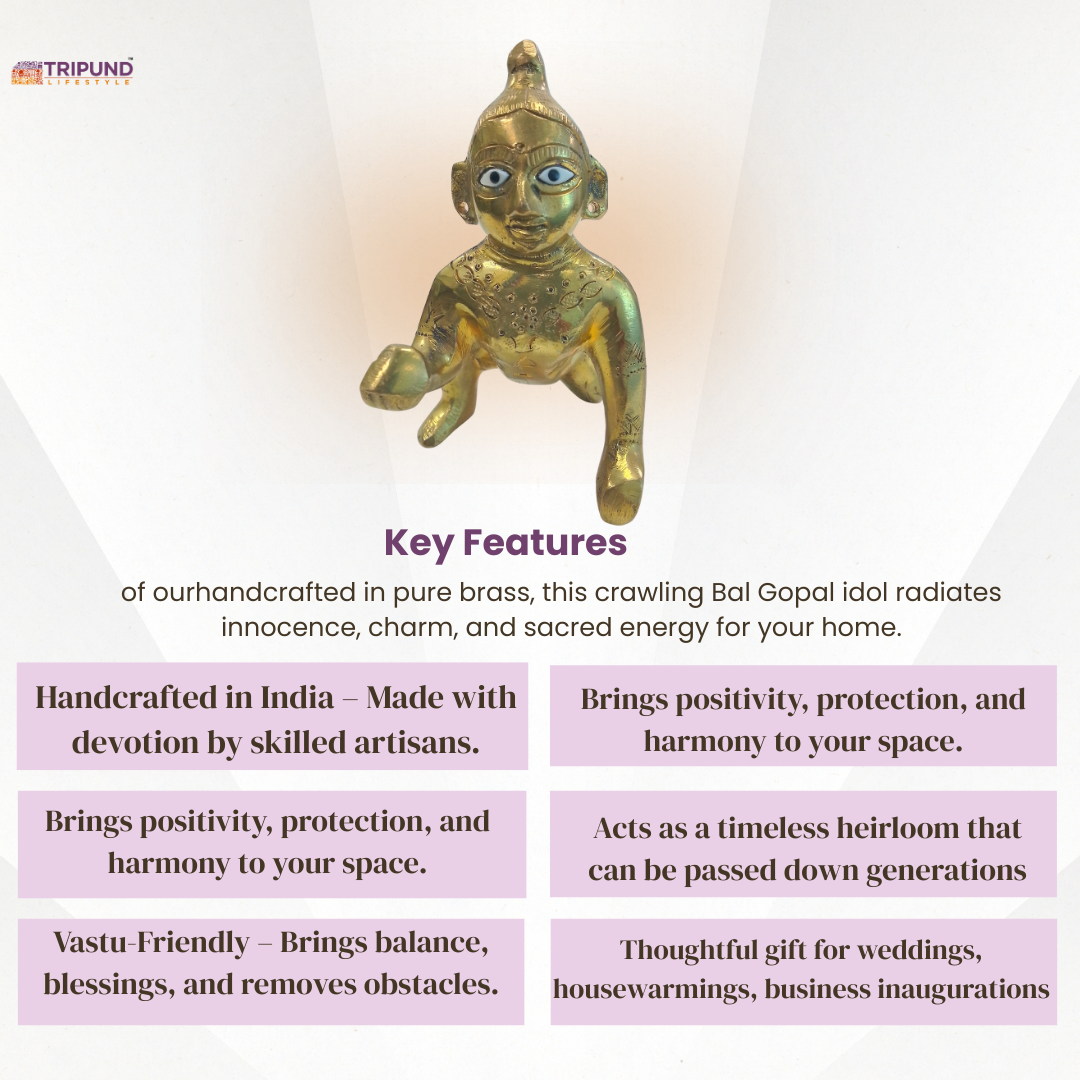 TRIPUND™
LIFESTYLE
Key Features
of ourhandcrafted in pure brass, this crawling Bal Gopal idol radiates
innocence, charm, and sacred energy for your home.
Handcrafted in India – Made with
devotion by skilled artisans.
Brings positivity, protection, and
harmony to your space.
Brings positivity, protection, and
harmony to your space.
Acts as a timeless heirloom that
can be passed down generations
Vastu-Friendly – Brings balance,
blessings, and removes obstacles.
Thoughtful gift for weddings,
housewarmings, business inaugurations